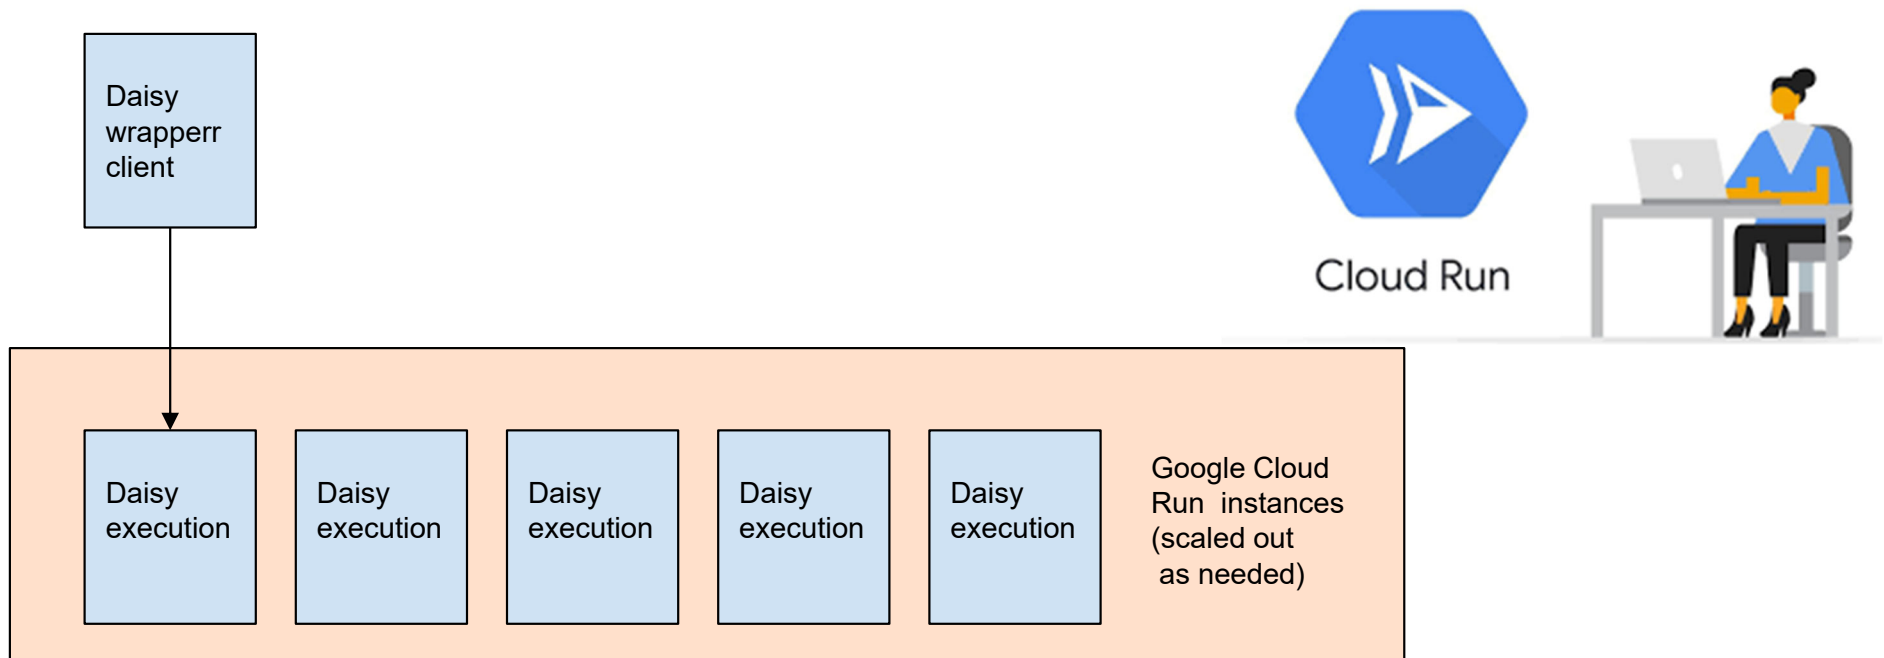 Daisy
wrapperr
client
Cloud Run
Daisy
execution
Daisy
execution
Daisy
execution
Daisy
execution
Daisy
execution
Google Cloud
Run  instances
(scaled out
as needed)